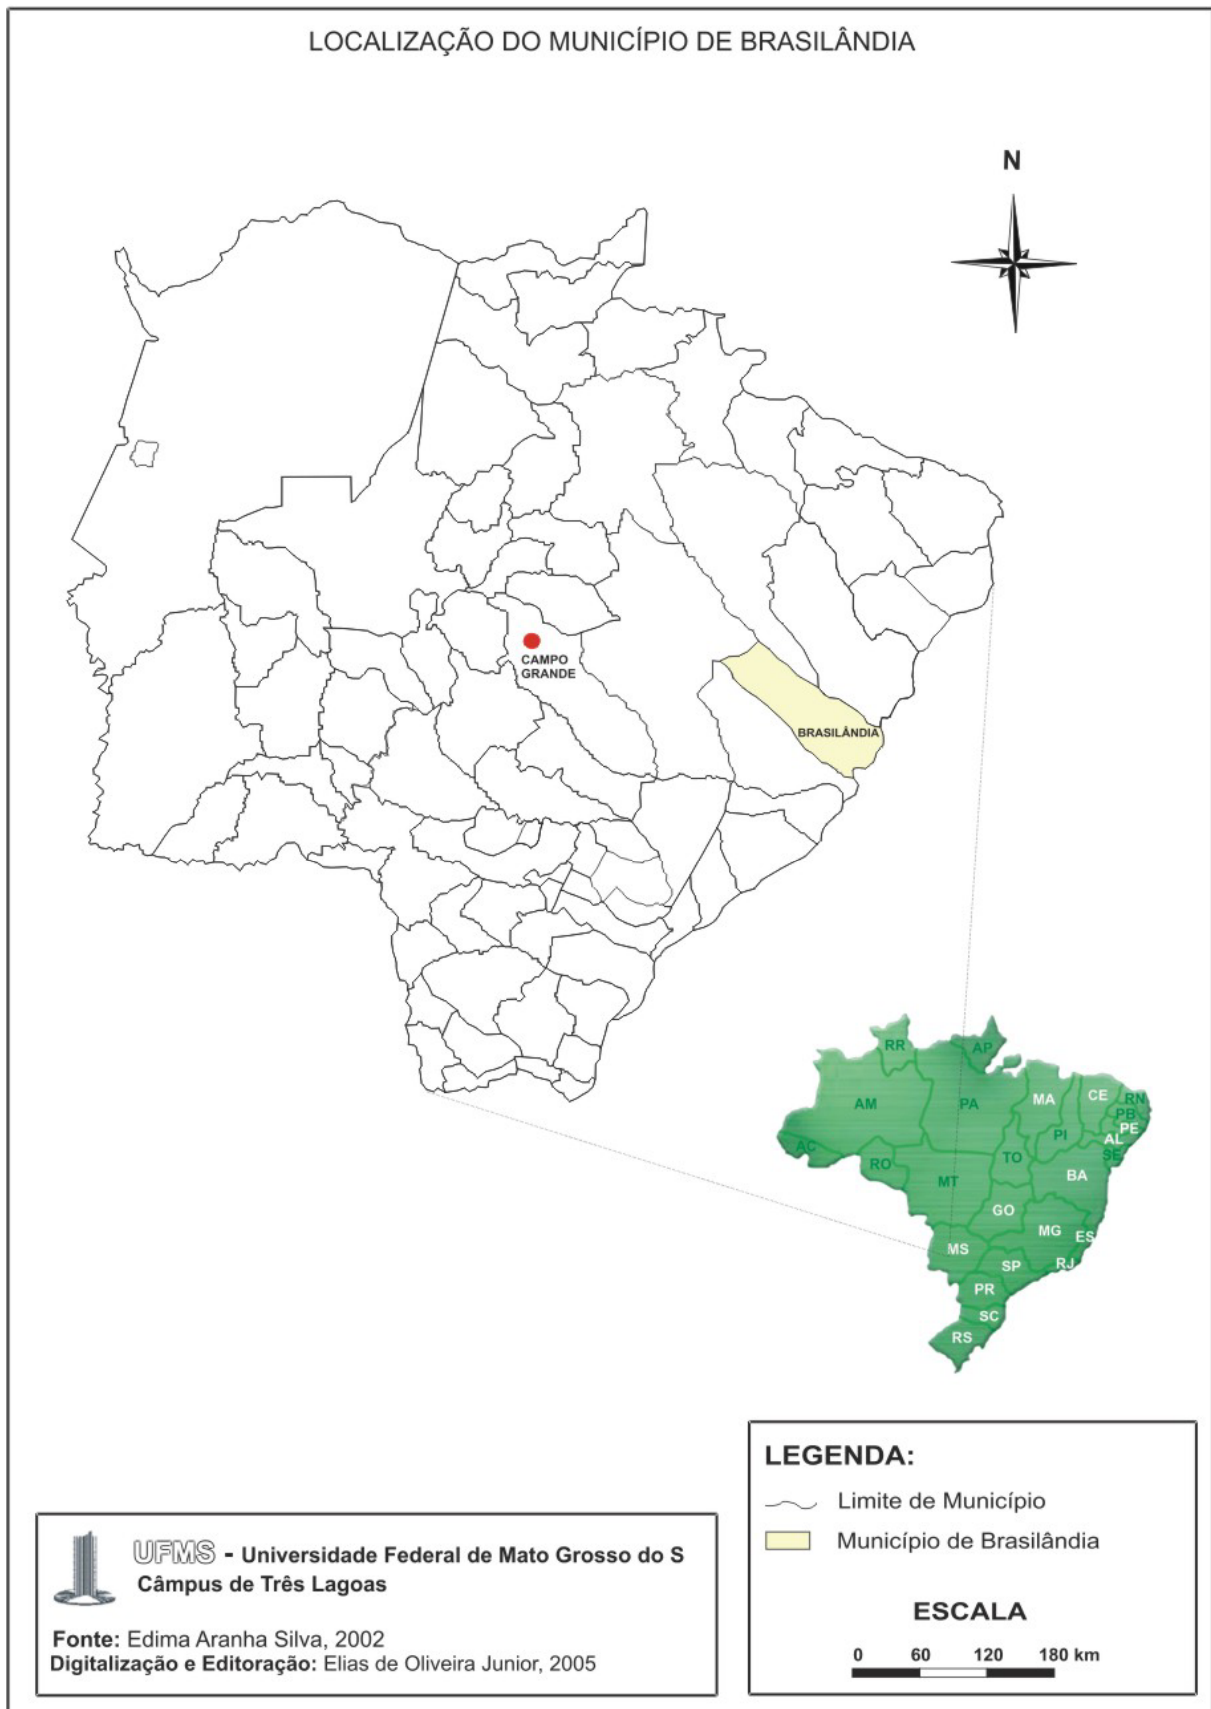 LOCALIZAÇÃO DO MUNICÍPIO DE BRASILÂNDIA
N
CAMPO
GRANDE
BRASILÂNDIA
RR
AP
AM
PA
MA
CE
RN
PB
PE
PI
AL
SE
AC
RO
TO
BA
MT
GO
MG
ES
MS
SP
RJ
PR
SC
RS
LEGENDA:
Limite de Município
Município de Brasilândia
ESCALA
0 60 120 180 km
UFMS - Universidade Federal de Mato Grosso do S
Câmpus de Três Lagoas
Fonte: Edima Aranha Silva, 2002
Digitalização e Editoração: Elias de Oliveira Junior, 2005